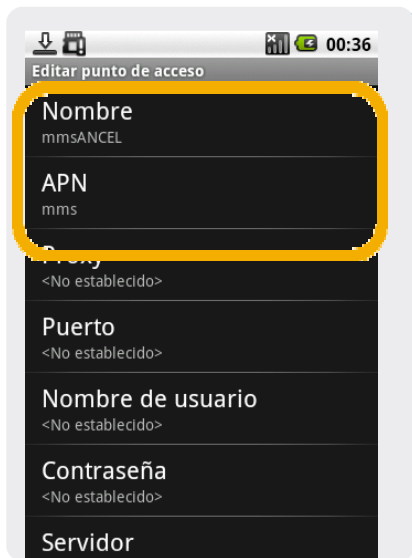 00:36
Editar punto de acceso
Nombre
mmsANCEL
APN
mms
Proxy
<No establecido>
Puerto
<No establecido>
Nombre de usuario
<No establecido>
Contraseña
<No establecido>
Servidor